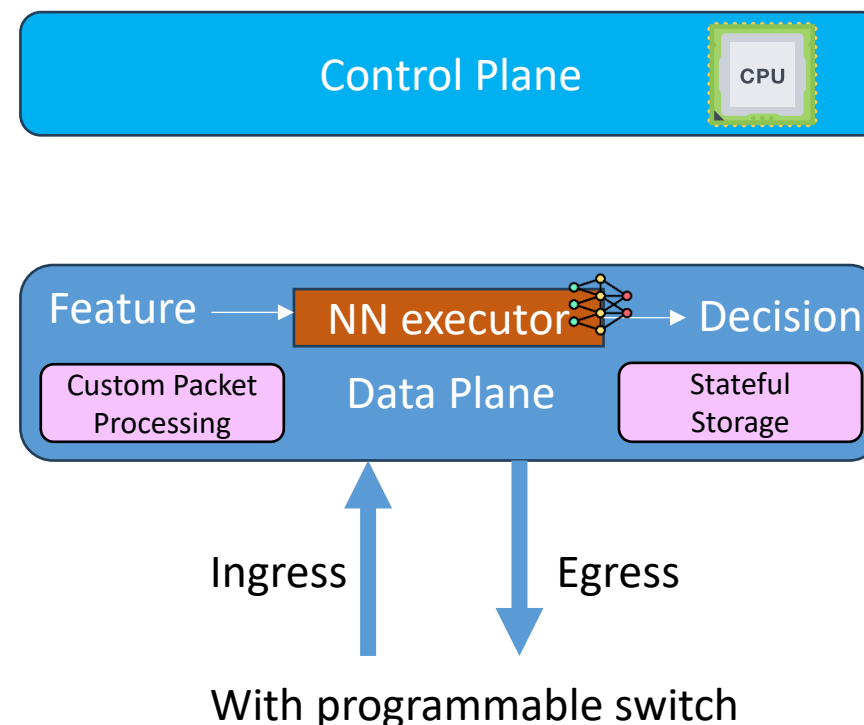 Control Plane
CPU
Feature
NN executor
Decision
Custom Packet
Processing
Data Plane
Stateful
Storage
Ingress
Egress
With programmable switch